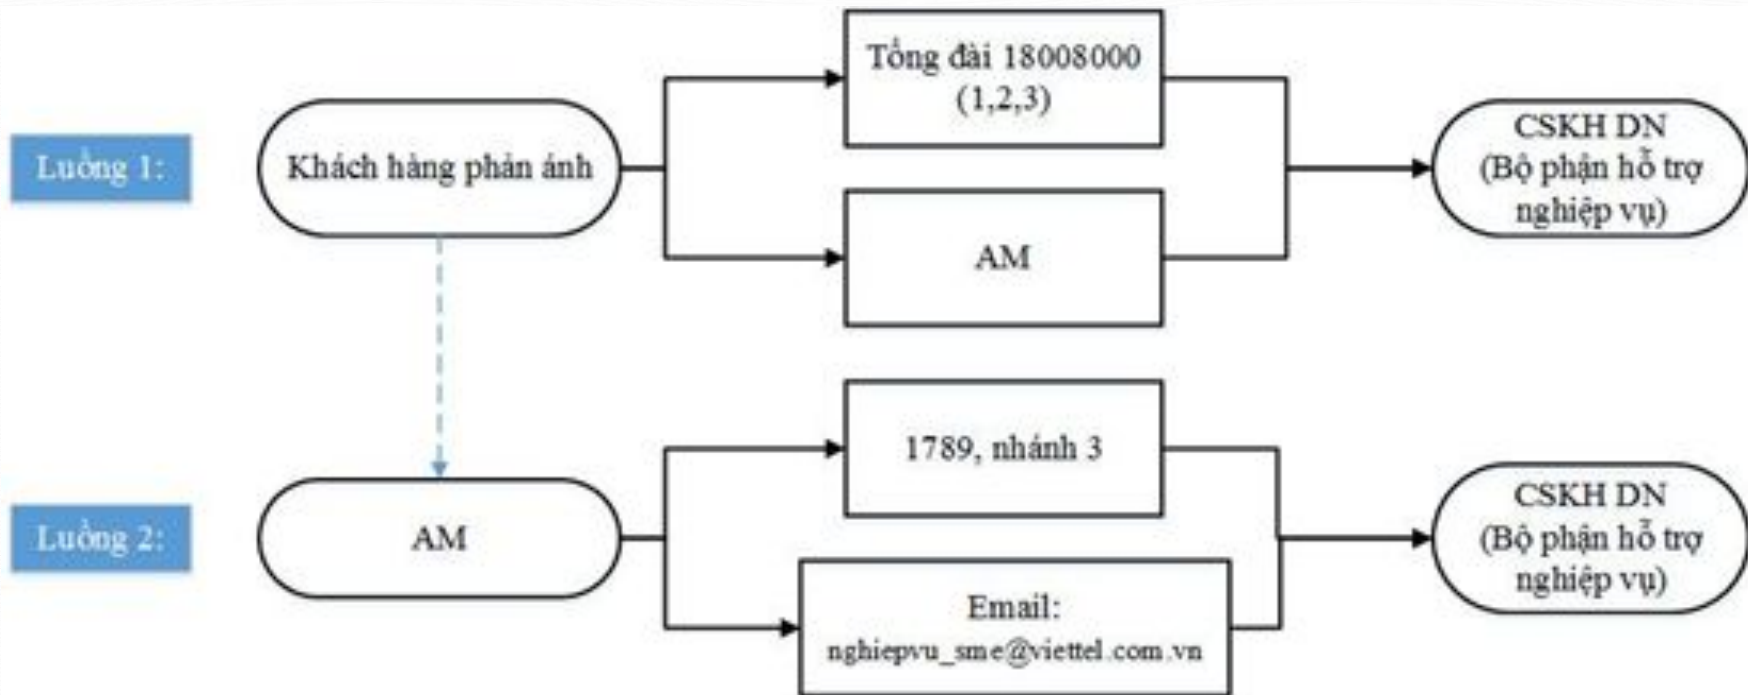 Luồng 1:
Khách hàng phản ánh
Tổng đài 18008000
(1,2,3)
AM
CSKH DN
(Bộ phận hỗ trợ
nghiệp vụ)
Luồng 2:
AM
1789, nhánh 3
Email:
nghiepvu_sme@viettel.com.vn
CSKH DN
(Bộ phận hỗ trợ
nghiệp vụ)